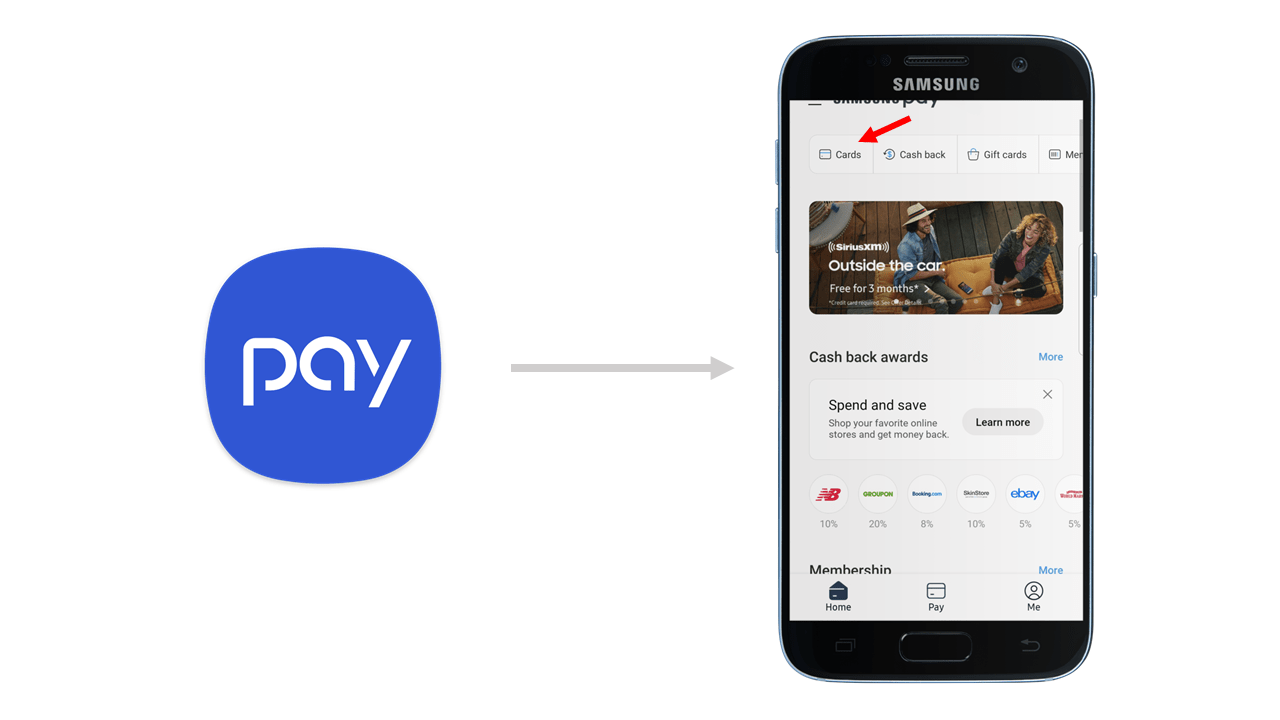 pay
SAMSUNG
SAMSUNG pay
Cards
Cash back
Gift cards
Mer
SiriusXM
Outside the car.
Free for 3 months* >
*Credit card required. See Offer Details.
Cash back awards
More
Spend and save
Shop your favorite online
stores and get money back.
Learn more
GROUPON
Booking.com
SkinStore
ebay
10%
20%
8%
10%
5%
5%
Membership
More
Home
Pay
Me